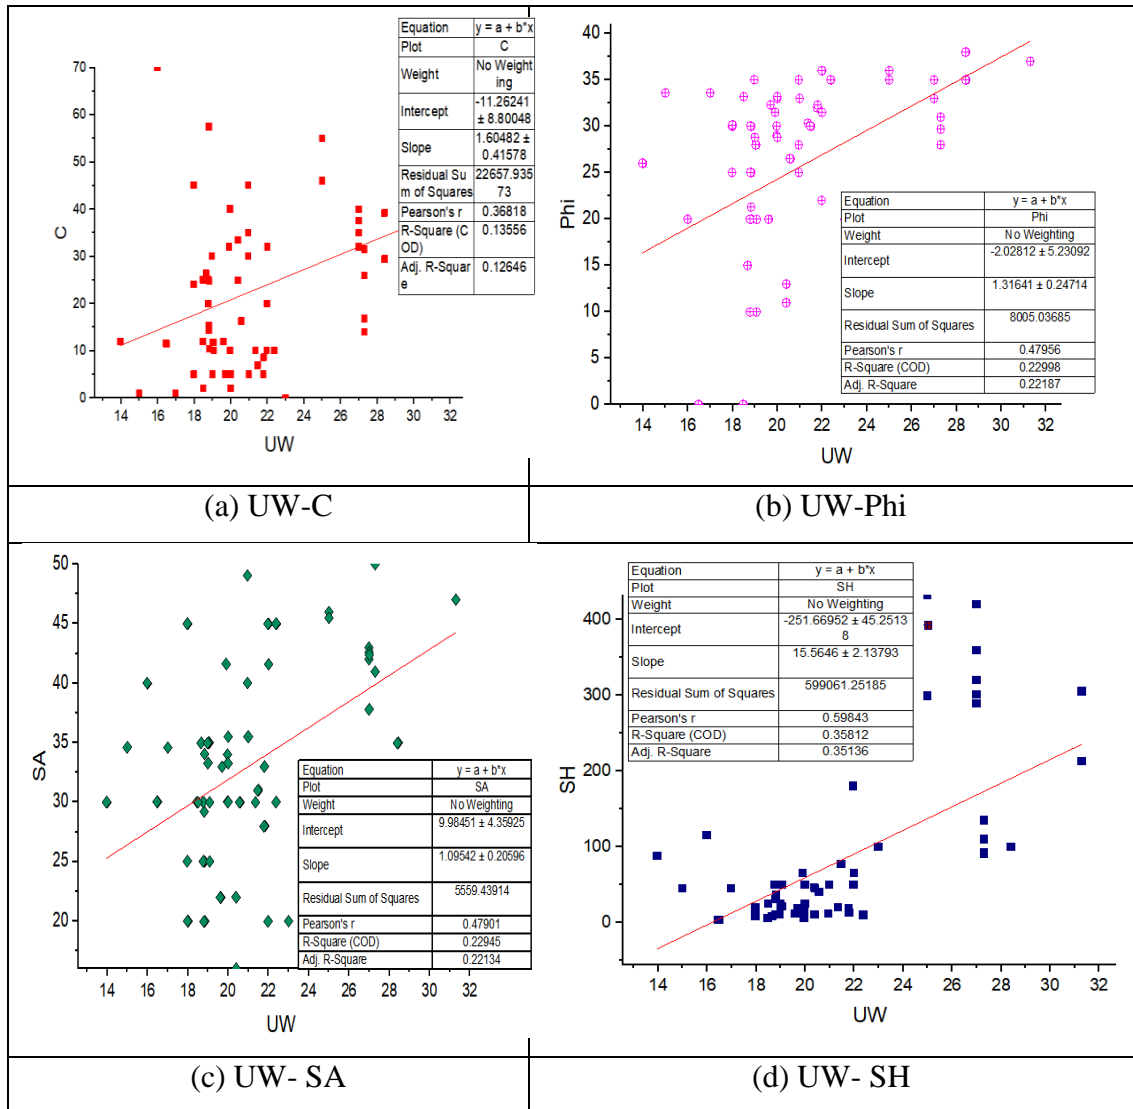 Equation y = a + b*x
Plot C
Weight No Weight
ing
Intercept -11.26241
± 8.80048
Slope 1.60482 ±
0.41578
Residual Su 22657.935
m of Squares 73
Pearson's r 0.36818
R-Square (C 0.13556
OD)
Adj. R-Squar 0.12646
e
70
60
50
40
30
20
10
0
C
14 16 18 20 22 24 26 28 30 32
UW
40
35
30
25
20
15
10
5
0
Phi
Equation y = a + b*x
Plot Phi
Weight No Weighting
Intercept -2.02812 ± 5.23092
Slope 1.31641 ± 0.24714
Residual Sum of Squares 8005.03685
Pearson's r 0.47956
R-Square (COD) 0.22998
Adj. R-Square 0.22187
14 16 18 20 22 24 26 28 30 32
UW
(a) UW-C
(b) UW-Phi
50
45
40
35
30
25
20
SA
Equation y = a + b*x
Plot SA
Weight No Weighting
Intercept 9.98451 ± 4.35925
Slope 1.09542 ± 0.20596
Residual Sum of Squares 5559.43914
Pearson's r 0.47901
R-Square (COD) 0.22945
Adj. R-Square 0.22134
14 16 18 20 22 24 26 28 30 32
UW
Equation y = a + b*x
Plot SH
Weight No Weighting
Intercept -251.66952 ± 45.2513
8
Slope 15.5646 ± 2.13793
Residual Sum of Squares 599061.25185
Pearson's r 0.59843
R-Square (COD) 0.35812
Adj. R-Square 0.35136
400
300
200
100
0
SH
14 16 18 20 22 24 26 28 30 32
UW
(c) UW- SA
(d) UW- SH